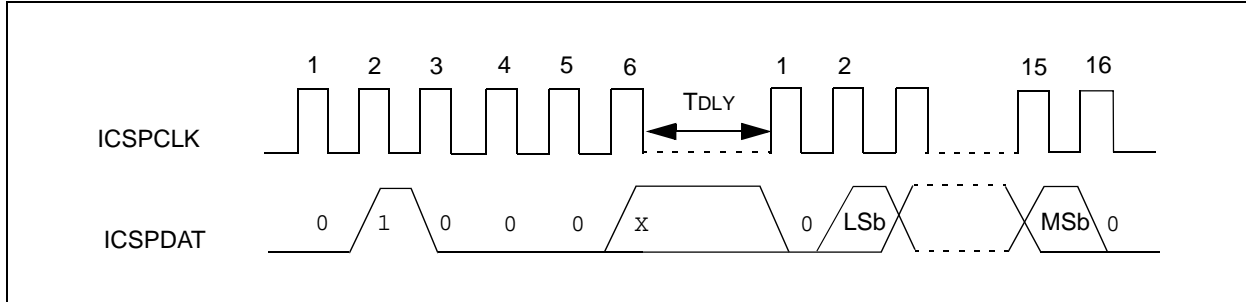 1 2 3 4 5 6 1 2 15 16
TDLY
ICSPCLK
0 1 0 0 0 X 0 LSb MSb 0
ICSPDAT